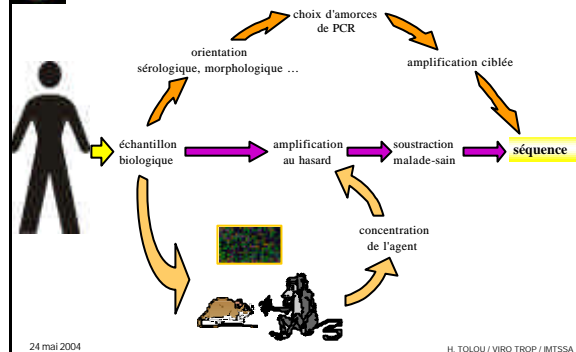 choix d'amorces
de PCR
orientation
sérologique, morphologique ...
amplification ciblée
échantillon
biologique
amplification
au hasard
soustraction
malade-sain
séquence
concentration
de l'agent
24 mai 2004
H. TOLOU / VIRO TROP / IMTSSA